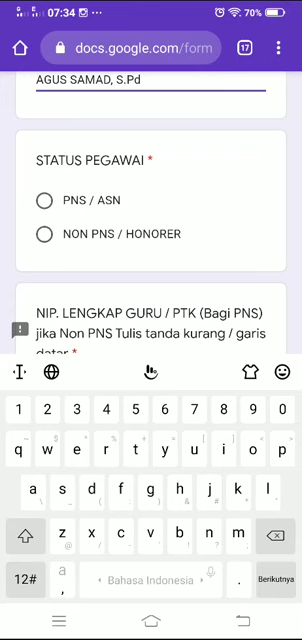 07:34
70%
docs.google.com/form
17
AGUS SAMAD, S.Pd
STATUS PEGAWAI *
PNS / ASN
NON PNS / HONORER
NIP. LENGKAP GURU / PTK (Bagi PNS)
jika Non PNS Tulis tanda kurang / garis
datar *
1 2 3 4 5 6 7 8 9 0
q w e r t y u i o p
a s d f g h j k l
z x c v b n m
12# , Bahasa Indonesia . Berikutnya